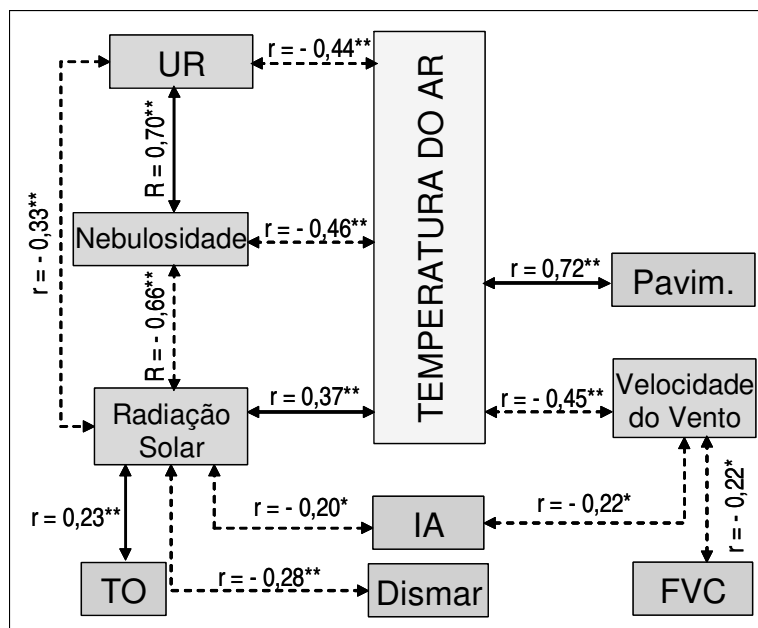 UR
r = - 0,44**
TEMPERATURA DO AR
R = 0,70**
r = - 0,33**
Nebulosidade
r = - 0,46**
r = 0,72**
Pavim.
R = - 0,66**
Radiação
Solar
r = 0,37**
r = - 0,45**
Velocidade
do Vento
r = 0,23**
r = - 0,20*
IA
r = - 0,22*
r = - 0,22*
TO
r = - 0,28**
Dismar
FVC